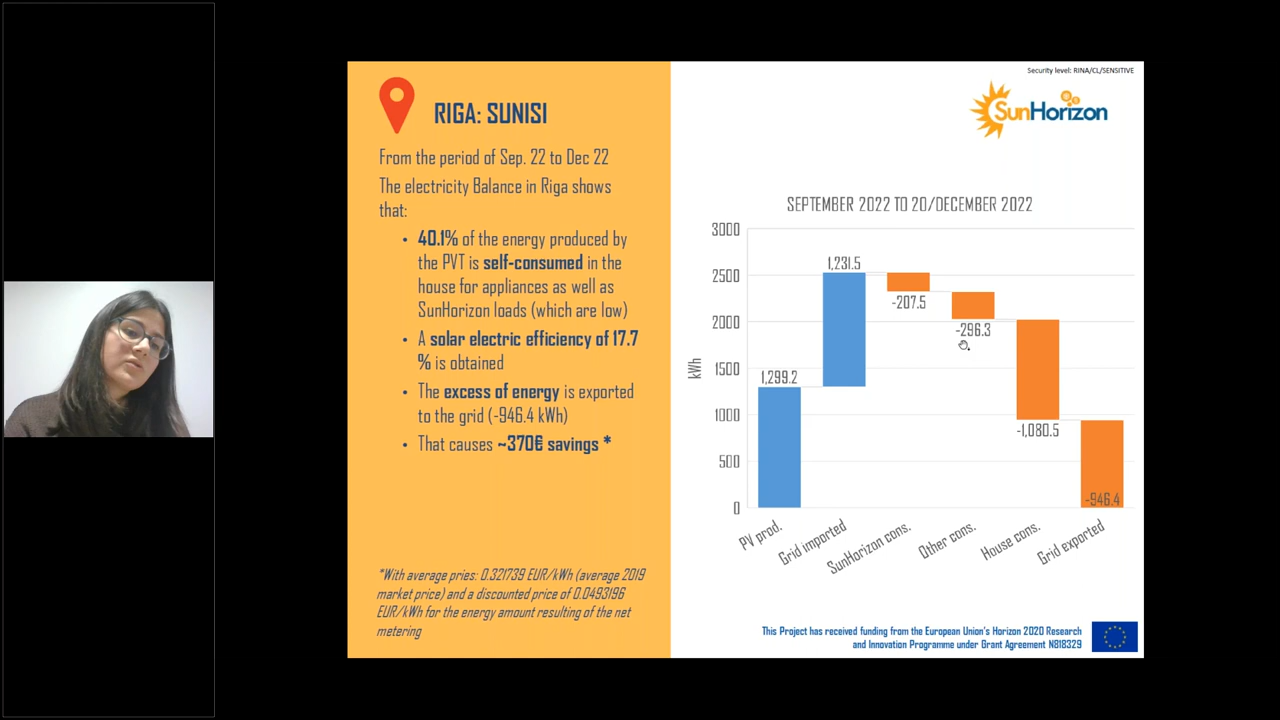 Security level: RINA/CL/SENSITIVE
SunHorizon
RIGA: SUNISI
From the period of Sep. 22 to Dec 22
The electricity Balance in Riga shows
that:
• 40.1% of the energy produced by
the PVT is self-consumed in the
house for appliances as well as
SunHorizon loads (which are low)
• A solar electric efficiency of 17.7
% is obtained
• The excess of energy is exported
to the grid (-946.4 kWh)
• That causes ~370€ savings *
*With average pries: 0.321739 EUR/kWh (average 2019
market price) and a discounted price of 0.0493196
EUR/kWh for the energy amount resulting of the net
metering
SEPTEMBER 2022 TO 20/DECEMBER 2022
kWh
3000
2500
2000
1500
1000
500
0
1,299.2
1,231.5
-207.5
-296.3
-1,080.5
-946.4
PV prod.
Grid imported
SunHorizon cons.
Other cons.
House cons.
Grid exported
This Project has received funding from the European Union's Horizon 2020 Research
and Innovation Programme under Grant Agreement N818329